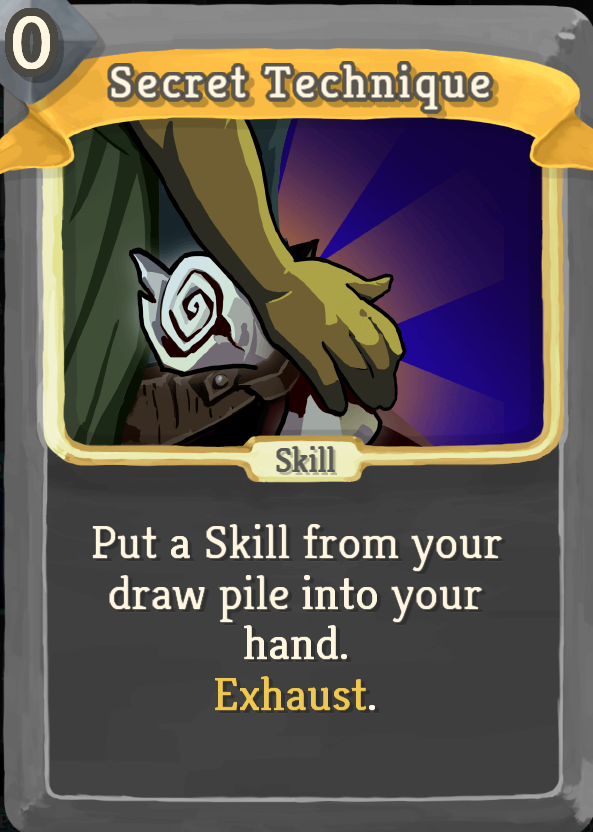 0
Secret Technique
Skill
Put a Skill from your
draw pile into your
hand.
Exhaust.